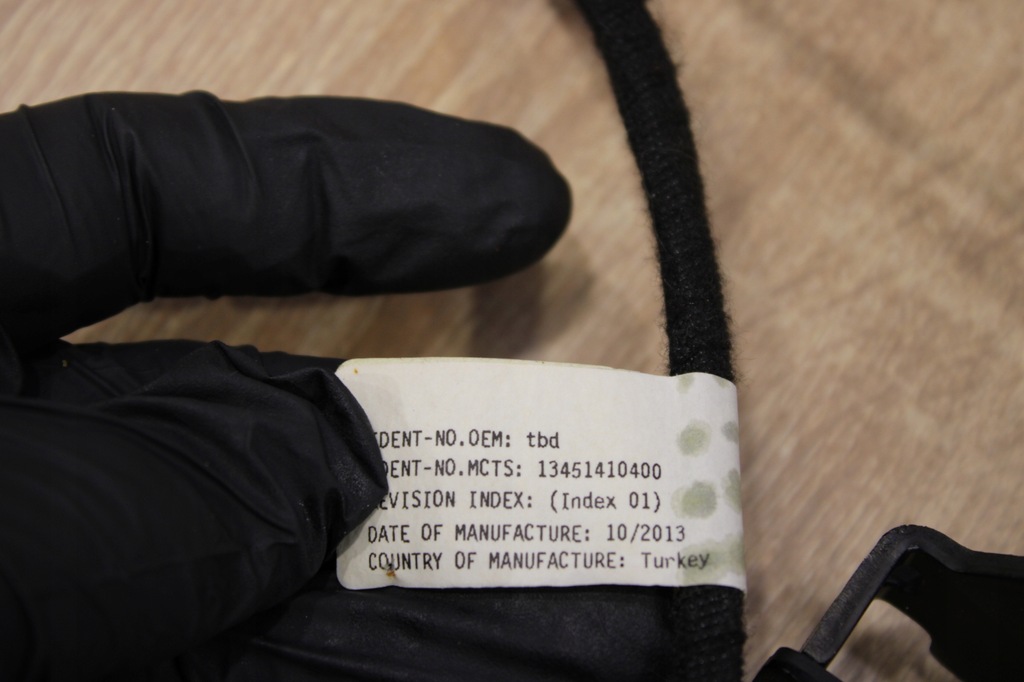 DENT-NO.OEM: tbd
DENT-NO.MCTS: 13451410400
EVISION INDEX: (Index 01)
DATE OF MANUFACTURE: 10/2013
COUNTRY OF MANUFACTURE: Turkey